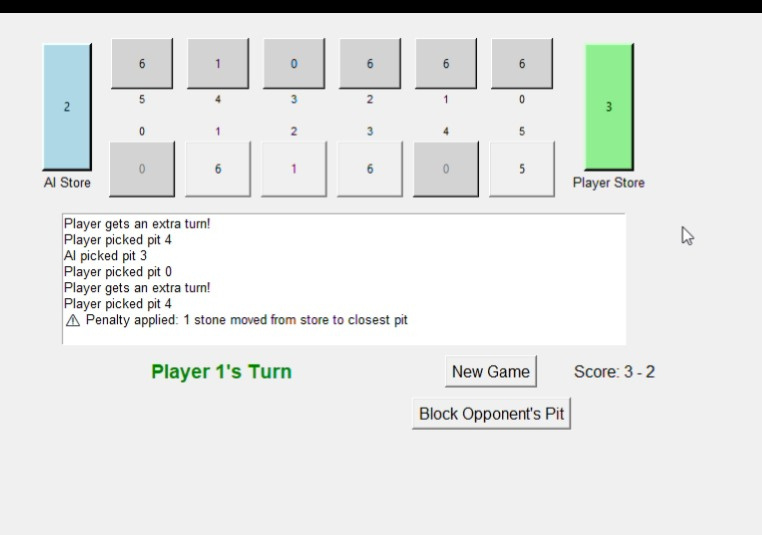 6 1 0 6 6 6
2
5 4 3 2 1 0
3
0 1 2 3 4 5
0 6 1 6 0 5
AI Store
Player Store
Player gets an extra turn!
Player picked pit 4
AI picked pit 3
Player picked pit 0
Player gets an extra turn!
Player picked pit 4
⚠ Penalty applied: 1 stone moved from store to closest pit
Player 1's Turn
New Game
Score: 3 - 2
Block Opponent's Pit